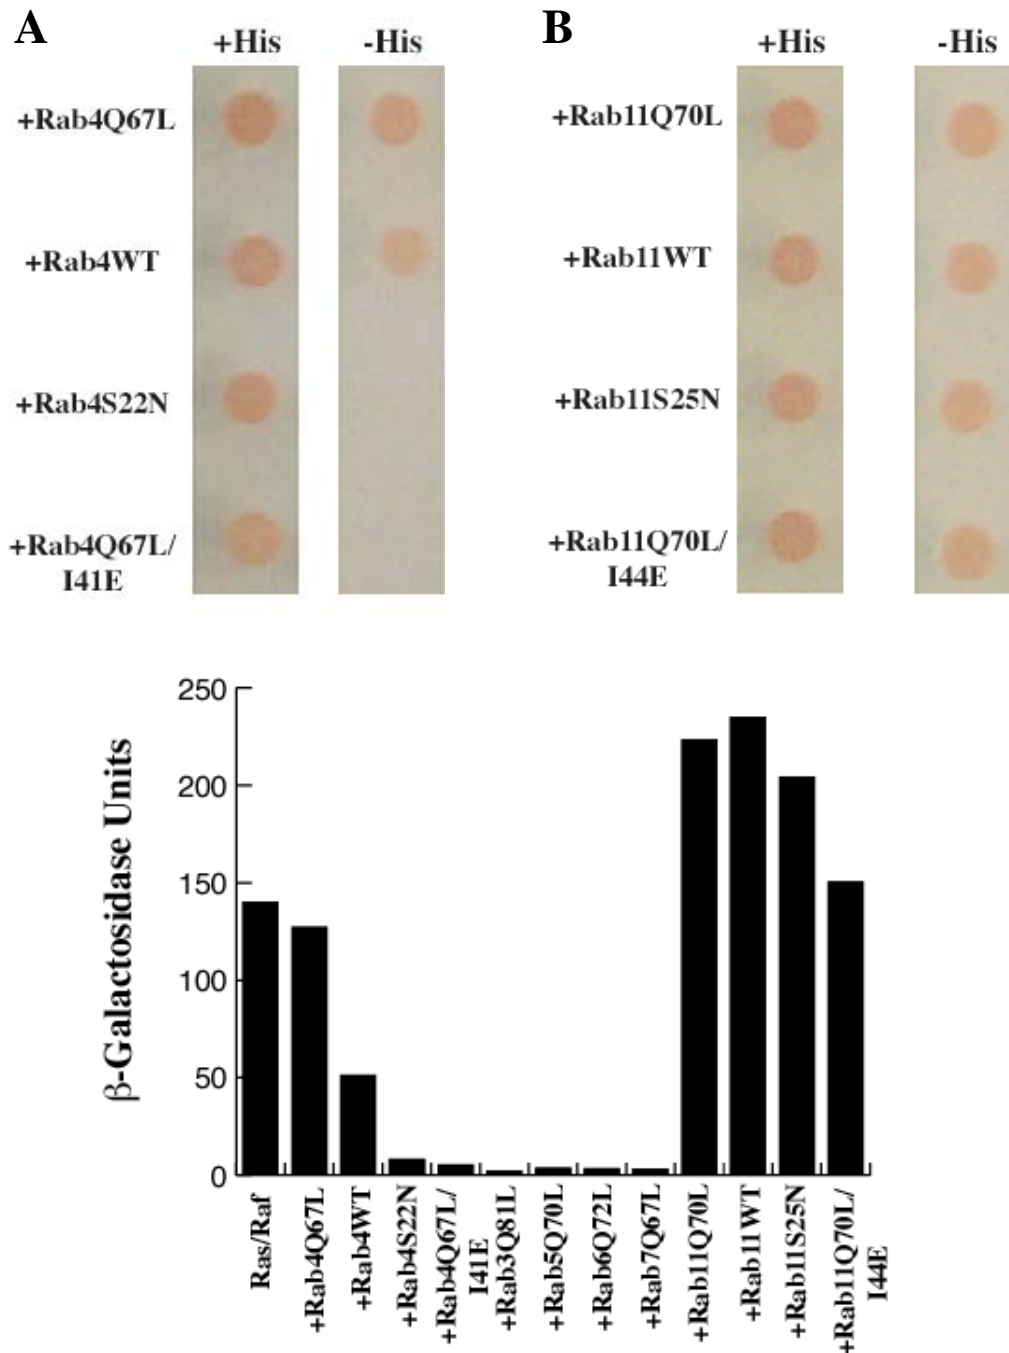 A
+His
-His
+Rab4Q67L
+Rab4WT
+Rab4S22N
+Rab4Q67L/
I41E
B
+His
-His
+Rab11Q70L
+Rab11WT
+Rab11S25N
+Rab11Q70L/
I44E
β-Galactosidase Units
250
200
150
100
50
0
Ras/Raf
+Rab4Q67L
+Rab4WT
+Rab4S22N
+Rab4Q67L/
I41E
+Rab3Q81L
+Rab5Q70L
+Rab6Q72L
+Rab7Q67L
+Rab11Q70L
+Rab11WT
+Rab11S25N
+Rab11Q70L/
I44E